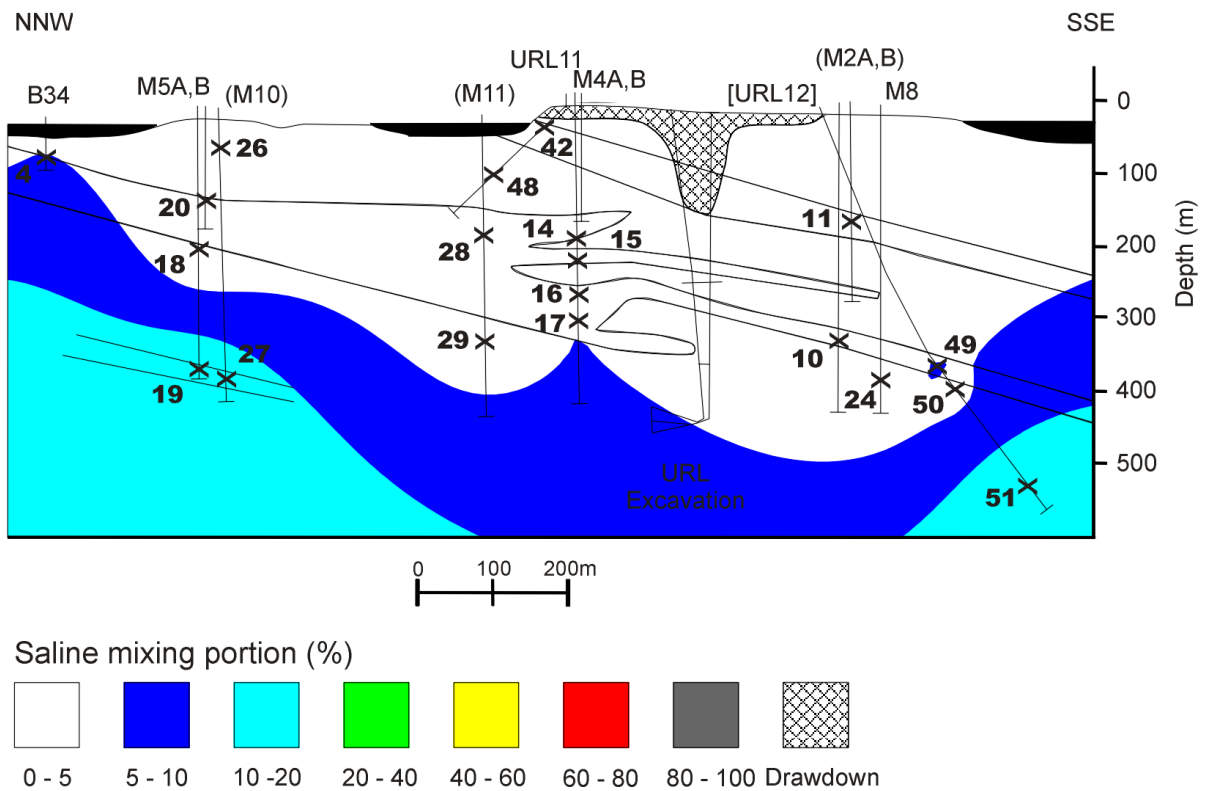 NNW
SSE
URL11
(M2A,B)
M5A,B
M4A,B
B34
(M10)
(M11)
[URL12]
M8
0
26
42
4
100
48
20
11
14
15
200
28
18
16
300
17
29
10
49
27
19
24
50
400
URL
Excavation
500
51
Depth (m)
0 100 200m
Saline mixing portion (%)
0 - 5 5 - 10 10 -20 20 - 40 40 - 60 60 - 80 80 - 100 Drawdown